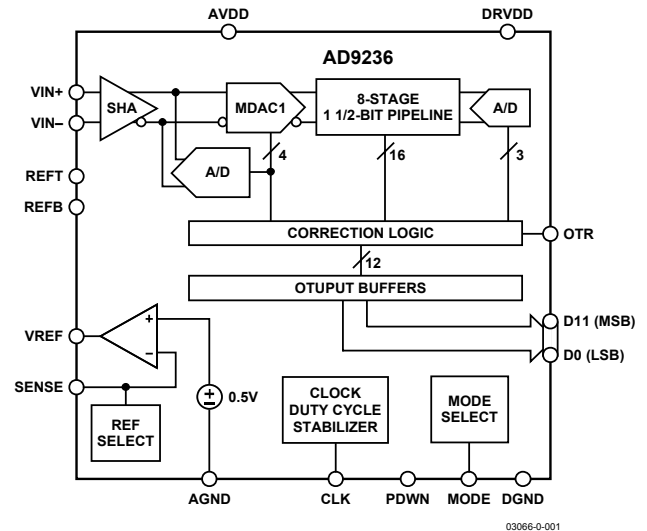 AVDD
DRVDD
AD9236
VIN+
SHA
MDAC1
8-STAGE
1 1/2-BIT PIPELINE
A/D
VIN–
A/D
4
16
3
REFT
REFB
CORRECTION LOGIC
OTR
12
OTUPUT BUFFERS
D11 (MSB)
VREF
+
–
D0 (LSB)
SENSE
REF
SELECT
±
0.5V
CLOCK
DUTY CYCLE
STABILIZER
MODE
SELECT
AGND
CLK
PDWN
MODE
DGND
03066-0-001